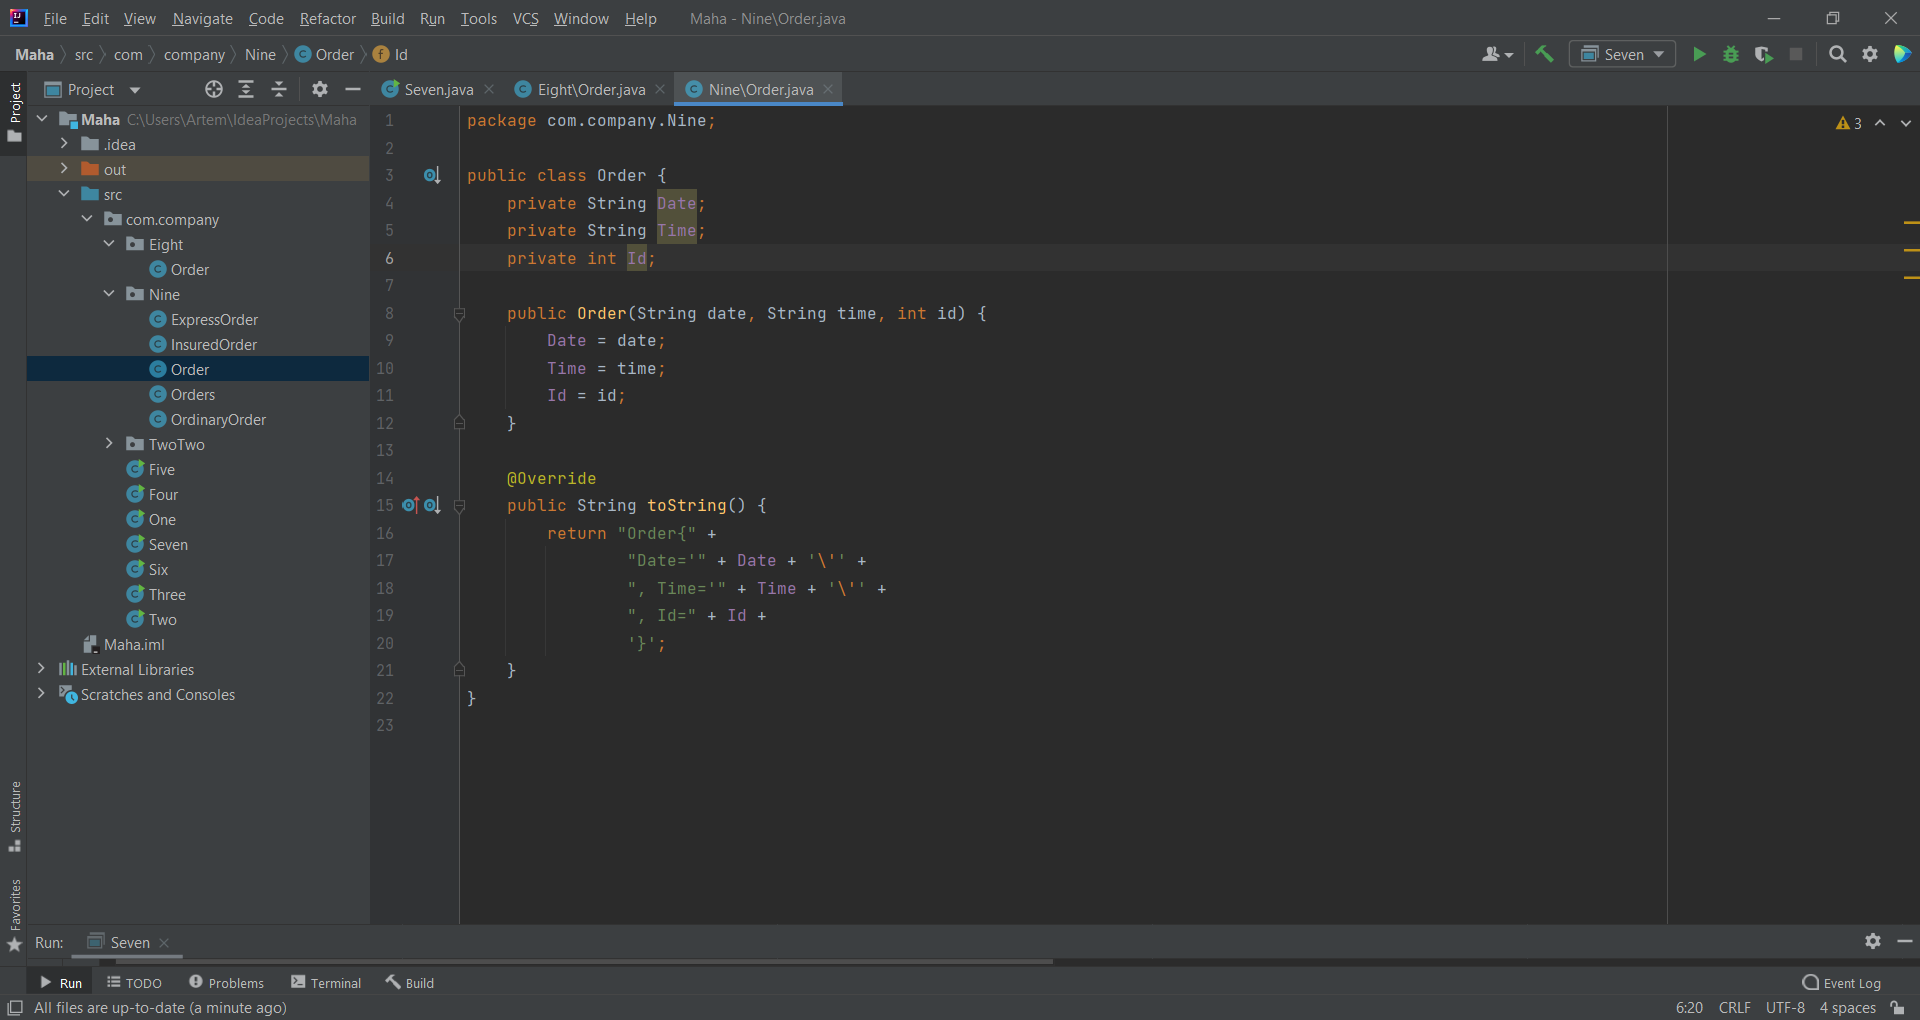 File Edit View Navigate Code Refactor Build Run Tools VCS Window Help Maha - Nine\Order.java
Maha src com company Nine Order Id Seven
Project Seven.java Eight\Order.java Nine\Order.java
Project
Maha C:\Users\Artem\IdeaProjects\Maha
.idea
out
src
com.company
Eight
Order
Nine
ExpressOrder
InsuredOrder
Order
Orders
OrdinaryOrder
TwoTwo
Five
Four
One
Seven
Six
Three
Two
Maha.iml
External Libraries
Scratches and Consoles
Structure
Favorites
3
1 package com.company.Nine;
2
3 public class Order {
4 private String Date;
5 private String Time;
6 private int Id;
7
8 public Order(String date, String time, int id) {
9 Date = date;
10 Time = time;
11 Id = id;
12 }
13
14 @Override
15 public String toString() {
16 return "Order{" +
17 "Date='" + Date + '\'' +
18 ", Time='" + Time + '\'' +
19 ", Id=" + Id +
20 '}';
21 }
22 }
23
Run: Seven
Run TODO Problems Terminal Build Event Log
All files are up-to-date (a minute ago) 6:20 CRLF UTF-8 4 spaces